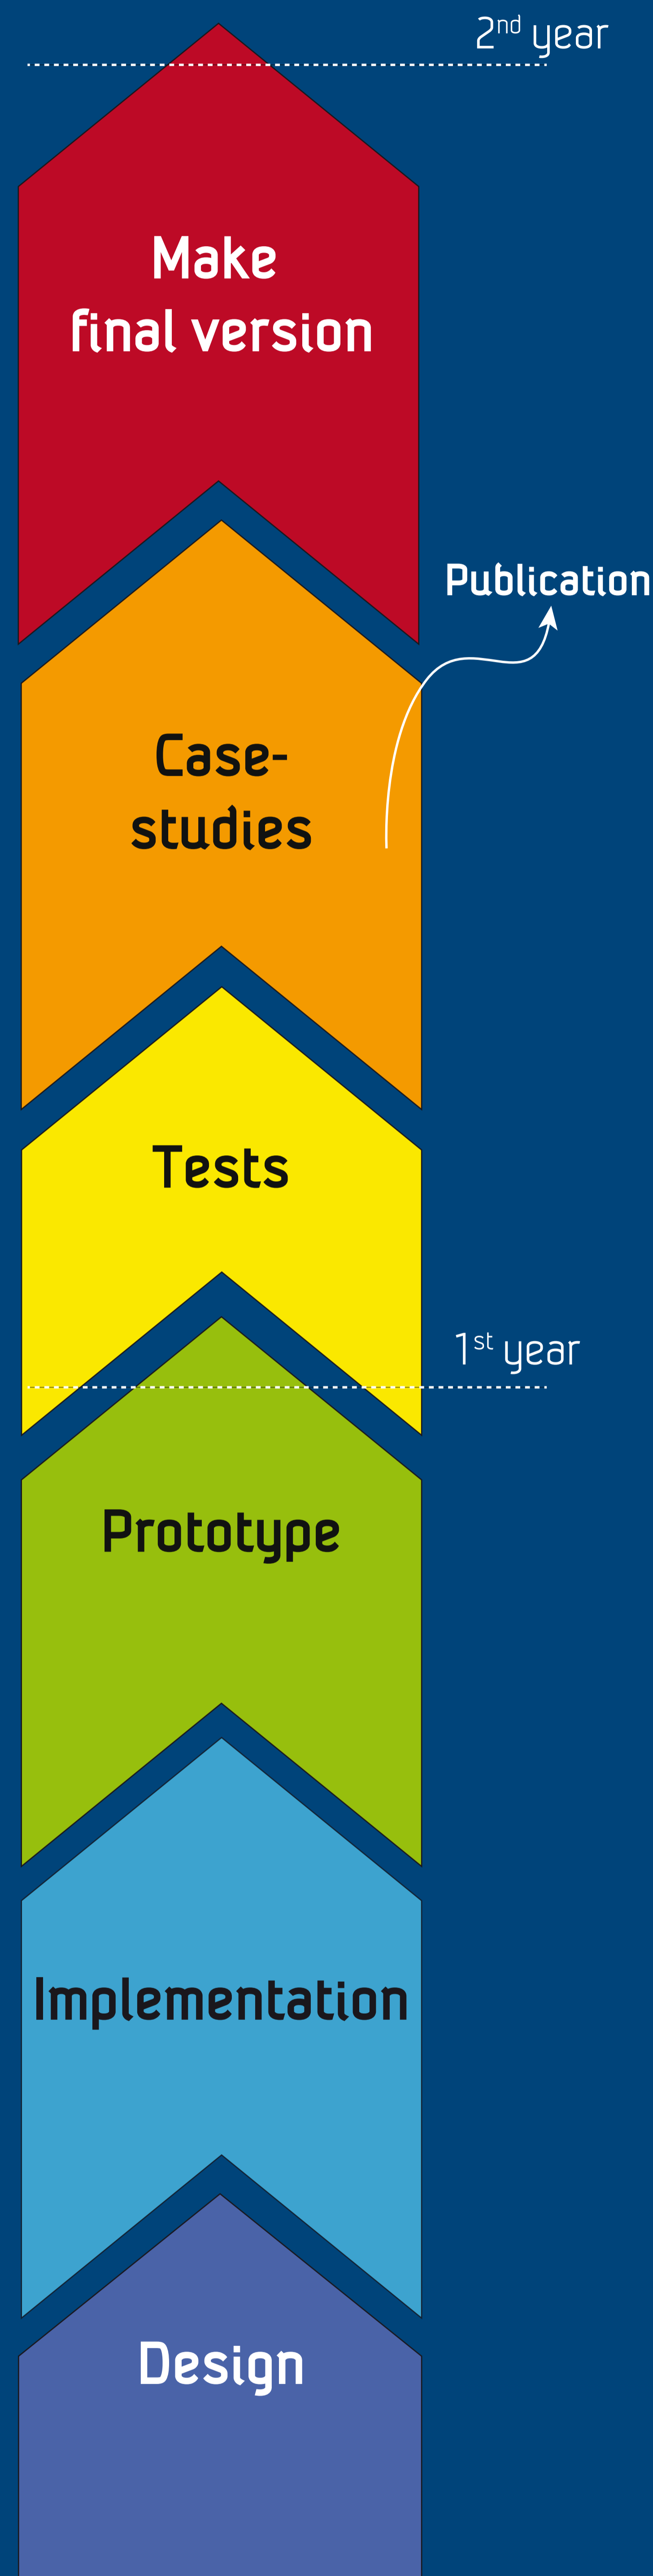 2nd year
Make
final version
Publication
Case-
studies
Tests
1st year
Prototype
Implementation
Design